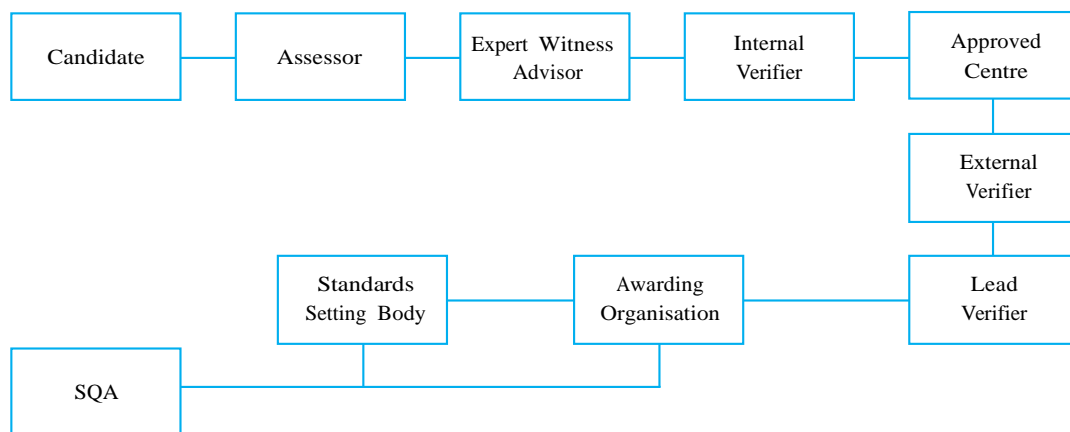 Candidate
Assessor
Expert Witness
Advisor
Internal
Verifier
Approved
Centre
External
Verifier
Lead
Verifier
Awarding
Organisation
Standards
Setting Body
SQA